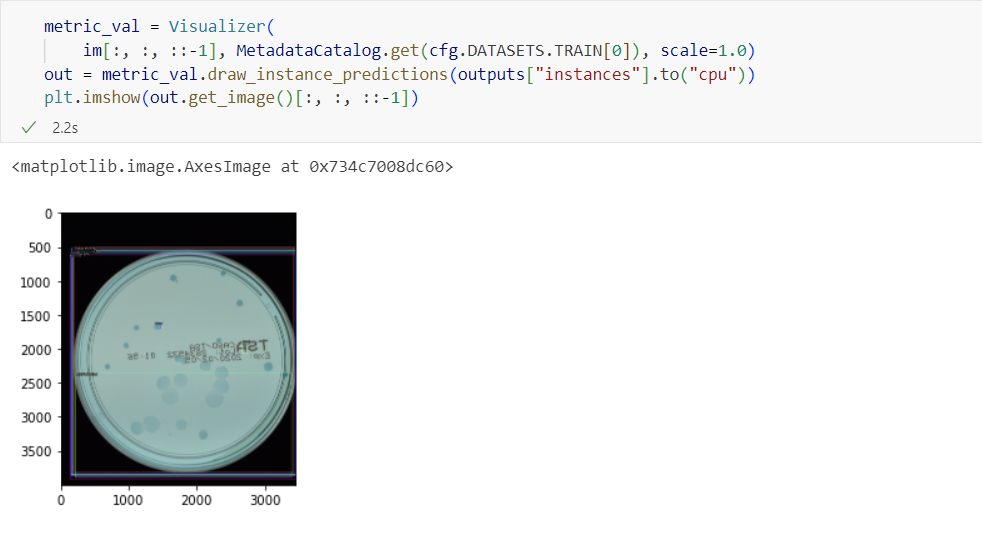 metric_val = Visualizer(
im[:, :, ::-1], MetadataCatalog.get(cfg.DATASETS.TRAIN[0]), scale=1.0)
out = metric_val.draw_instance_predictions(outputs["instances"].to("cpu"))
plt.imshow(out.get_image()[:, :, ::-1])
2.2s
<matplotlib.image.AxesImage at 0x734c7008dc60>
0
500
1000
1500
2000
2500
3000
3500
0 1000 2000 3000
TSA